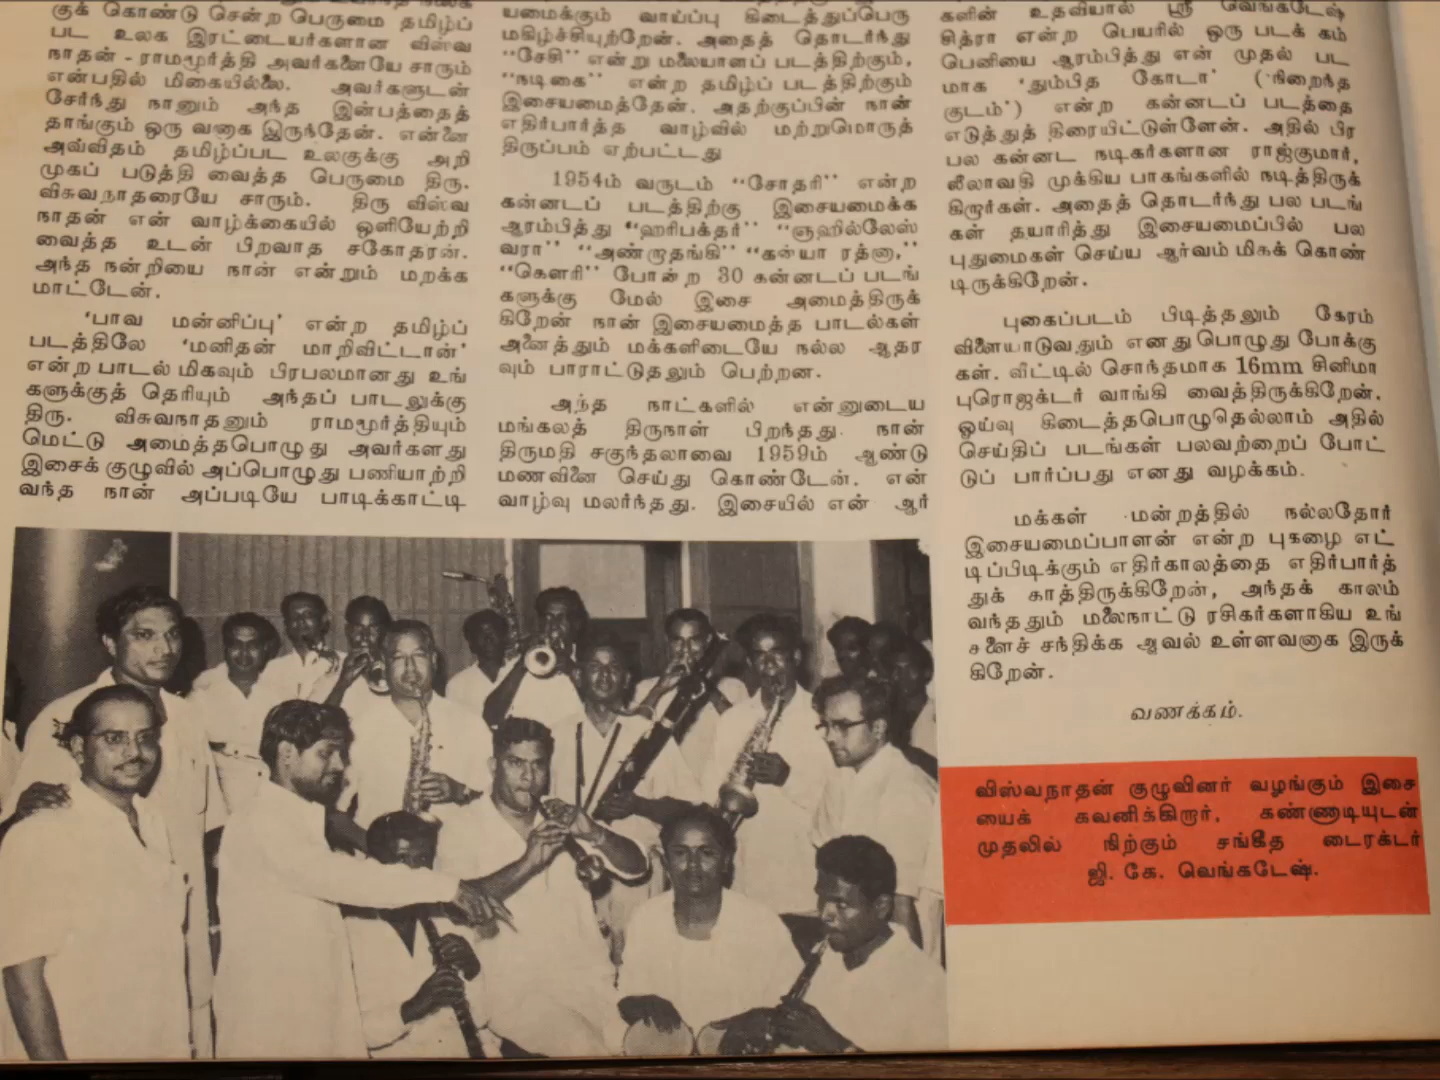 குக் கொண்டு சென்ற பெருமை தமிழ்ப்
பட உலக இரட்டையர்களான விஸ்வ
நாதன் - ராமமூர்த்தி அவர்களையே சாரும்
என்பதில் மிகையில்லை. அவர்களுடன்
சேர்ந்து நானும் அந்த இன்பத்தைத்
தாங்கும் ஒரு வனாக இருந்தேன். என்னை
அவ்விதம் தமிழ்ப்பட உலகுக்கு அறி
முகப் படுத்தி வைத்த பெருமை திரு.
விசுவநாதரையே சாரும். திரு விஸ்வ
நாதன் என் வாழ்க்கையில் ஒளியேற்றி
வைத்த உடன் பிறவாத சகோதரன்.
அந்த நன்றியை நான் என்றும் மறக்க
மாட்டேன்.
'பாவ மன்னிப்பு' என்ற தமிழ்ப்
படத்திலே 'மனிதன் மாறிவிட்டான்'
என்ற பாடல் மிகவும் பிரபலமானது உங்
களுக்குத் தெரியும் அந்தப் பாடலுக்கு
திரு. விசுவநாதனும் ராமமூர்த்தியும்
மெட்டு அமைத்தபொழுது அவர்களது
இசைக் குழுவில் அப்பொழுது பணியாற்றி
வந்த நான் அப்படியே பாடிக்காட்டி
யமைக்கும் வாய்ப்பு கிடைத்துப்பெரு
மகிழ்ச்சியுற்றேன். அதைத் தொடர்ந்து
"சேகி" என்று மலையாளப் படத்திற்கும்,
"நடிகை" என்ற தமிழ்ப் படத்திற்கும்
இசையமைத்தேன். அதற்குப்பின் நான்
எதிர்பார்த்த வாழ்வில் மற்றுமொருத்
திருப்பம் ஏற்பட்டது
1954ம் வருடம் "சோதரி" என்ற
கன்னடப் படத்திற்கு இசையமைக்க
ஆரம்பித்து "ஹரிபக்தர்" "ஞஹில்லேஸ்
வரா" "அண்ணுதங்கி" "கன்யா ரத்னா,"
"கௌரி" போன்ற 30 கன்னடப் படங்
களுக்கு மேல் இசை அமைத்திருக்
கிறேன் நான் இசையமைத்த பாடல்கள்
அனைத்தும் மக்களிடையே நல்ல ஆதர
வும் பாராட்டுதலும் பெற்றன.
அந்த நாட்களில் என்னுடைய
மங்கலத் திருநாள் பிறந்தது. நான்
திருமதி சகுந்தலாவை 1959ம் ஆண்டு
மணவினை செய்து கொண்டேன். என்
வாழ்வு மலர்ந்தது. இசையில் என் ஆர்
களின் உதவியால் ஸ்ரீ வெங்கடேஷ்
சித்ரா என்ற பெயரில் ஒரு படக் கம்
பெனியை ஆரம்பித்து என் முதல் பட
மாக 'தும்பித கோடா' (நிறைந்த
குடம்') என்ற கன்னடப் படத்தை
எடுத்துத் திரையிட்டுள்ளேன். அதில் பிர
பல கன்னட நடிகர்களான ராஜ்குமார்,
லீலாவதி முக்கிய பாகங்களில் நடித்திருக்
கிறார்கள். அதைத் தொடர்ந்து பல படங்
கள் தயாரித்து இசையமைப்பில் பல
புதுமைகள் செய்ய ஆர்வம் மிகக் கொண்
டிருக்கிறேன்.
புகைப்படம் பிடித்தலும் கேரம்
விளையாடுவதும் எனது பொழுது போக்கு
கள். வீட்டில் சொந்தமாக 16mm சினிமா
புரொஜக்டர் வாங்கி வைத்திருக்கிறேன்.
ஓய்வு கிடைத்தபொழுதெல்லாம் அதில்
செய்திப் படங்கள் பலவற்றைப் போட்
டுப் பார்ப்பது எனது வழக்கம்.
மக்கள் மன்றத்தில் நல்லதோர்
இசையமைப்பாளன் என்ற புகழை எட்
டிப்பிடிக்கும் எதிர்காலத்தை எதிர்பார்த்
துக் காத்திருக்கிறேன், அந்தக் காலம்
வந்ததும் மலைநாட்டு ரசிகர்களாகிய உங்
களைச் சந்திக்க ஆவல் உள்ளவனாக இருக்
கிறேன்.
வணக்கம்.
விஸ்வநாதன் குழுவினர் வழங்கும் இசை
யைக் கவனிக்கிறார், கண்ணாடியுடன்
முதலில் நிற்கும் சங்கீத டைரக்டர்
ஜி. கே. வெங்கடேஷ்.